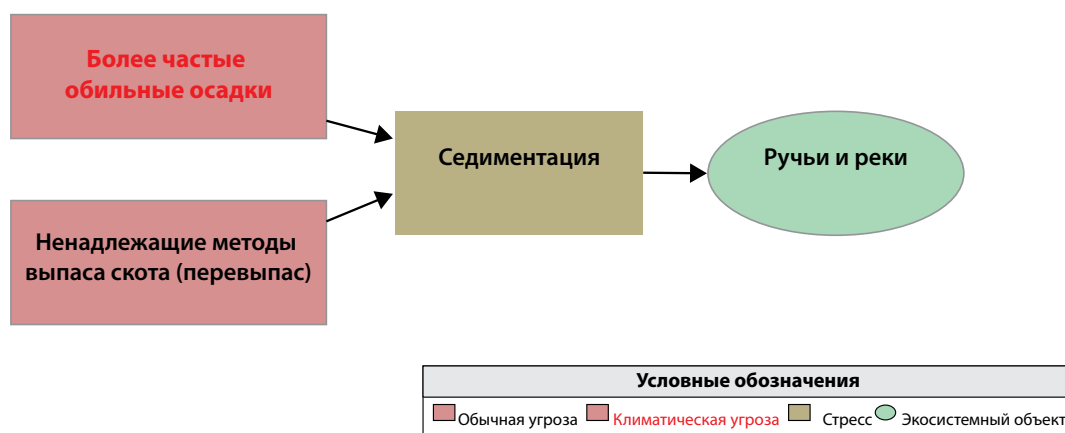 Более частые
обильные осадки
Седиментация
Ручьи и реки
Ненадлежащие методы
выпаса скота (перевыпас)
Условные обозначения
Обычная угроза Климатическая угроза Стресс Экосистемный объект